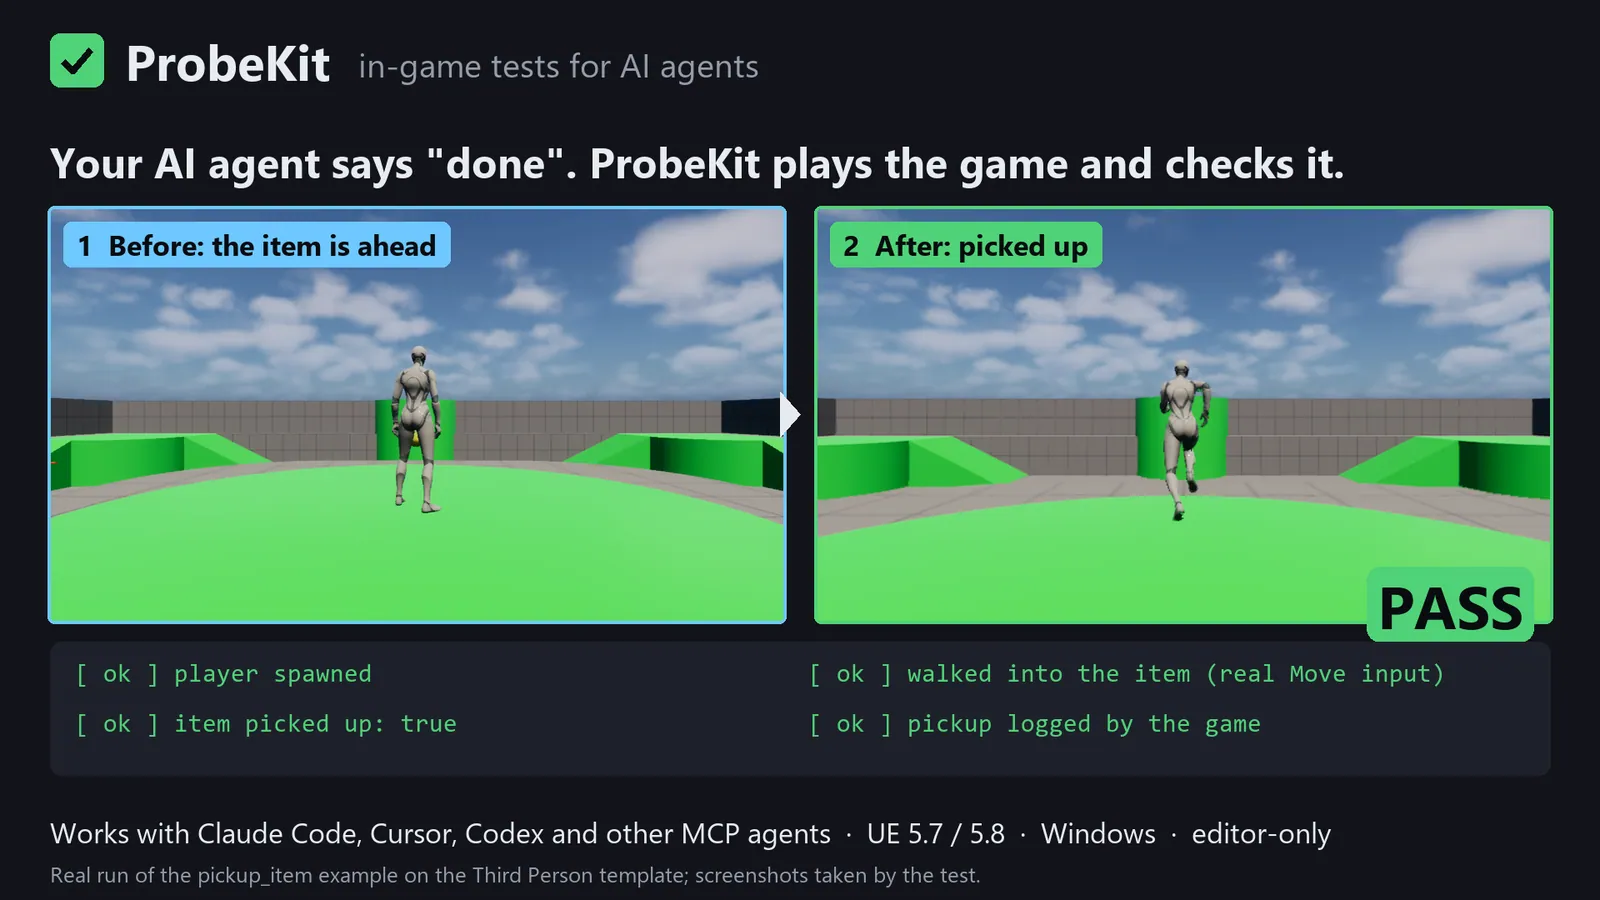 ProbeKit in-game tests for AI agents
Your AI agent says "done". ProbeKit plays the game and checks it.
1 Before: the item is ahead
2 After: picked up
PASS
[ ok ] player spawned
[ ok ] walked into the item (real Move input)
[ ok ] item picked up: true
[ ok ] pickup logged by the game
Works with Claude Code, Cursor, Codex and other MCP agents · UE 5.7 / 5.8 · Windows · editor-only
Real run of the pickup_item example on the Third Person template; screenshots taken by the test.